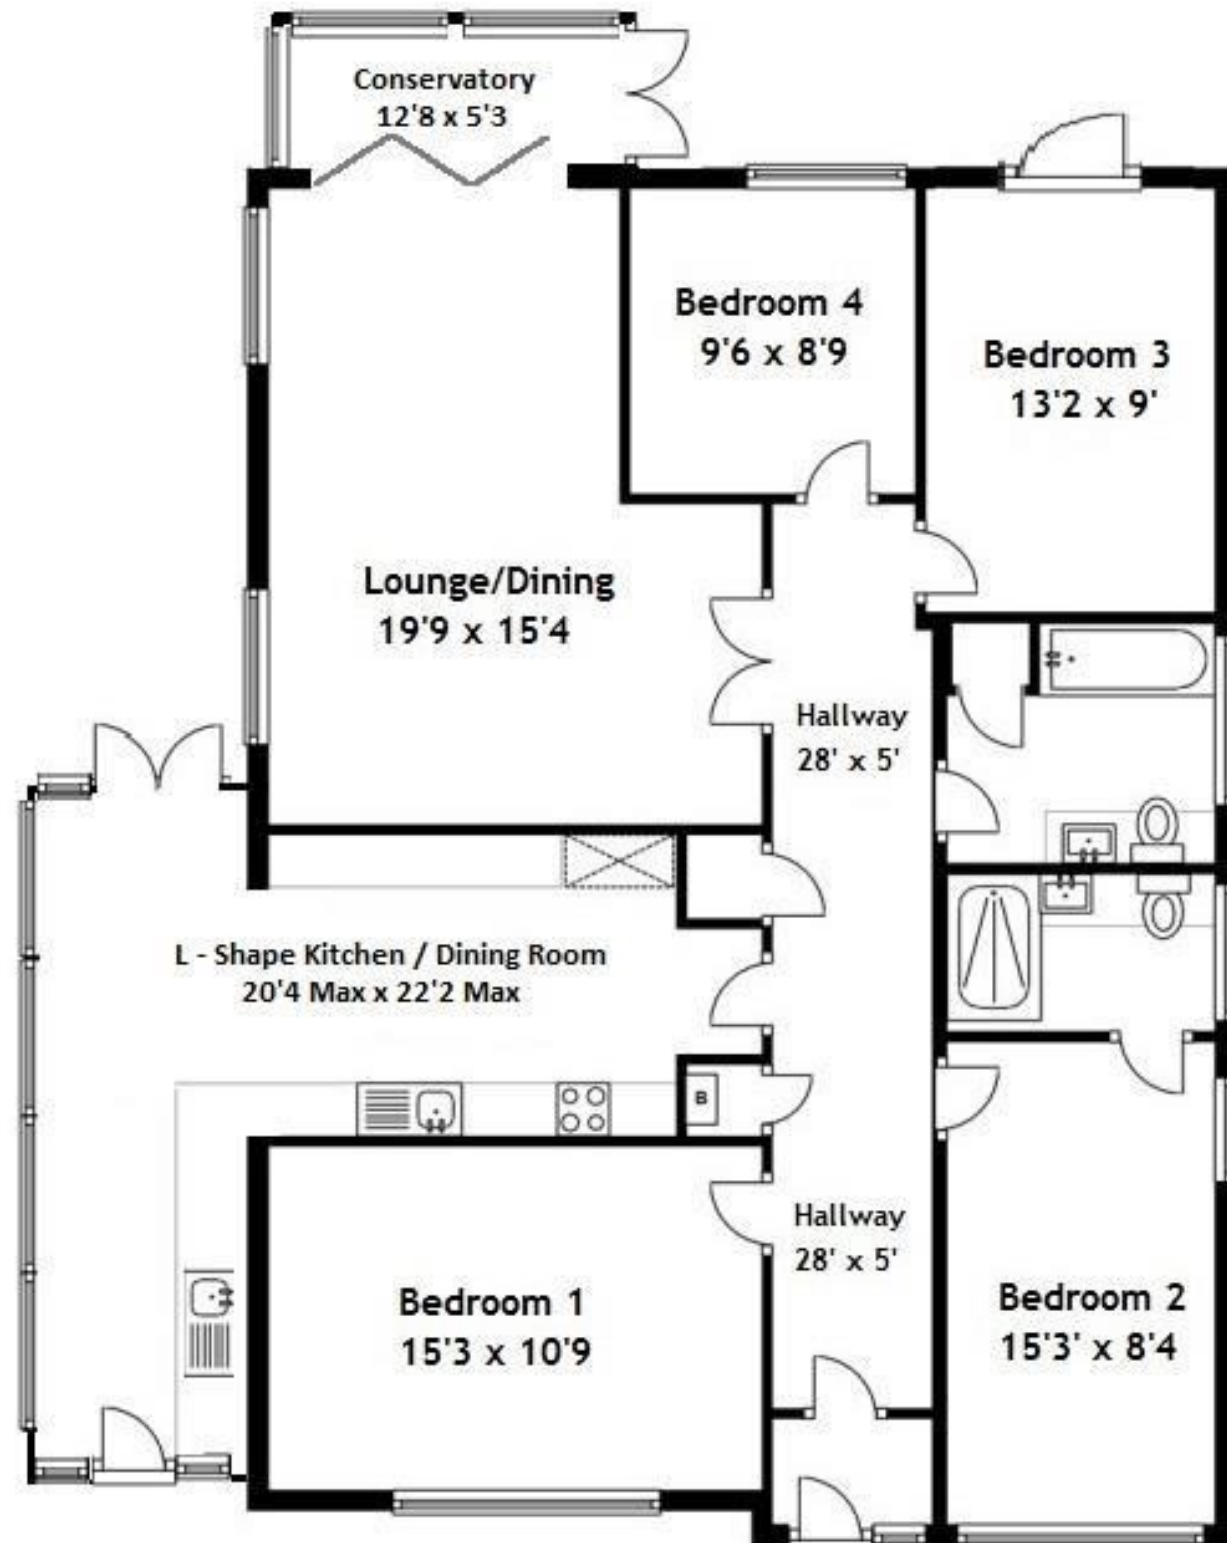 Conservatory
12'8 x 5'3
Bedroom 4
9'6 x 8'9
Bedroom 3
13'2 x 9'
Lounge/Dining
19'9 x 15'4
Hallway
28' x 5'
L - Shape Kitchen / Dining Room
20'4 Max x 22'2 Max
B
Hallway
28' x 5'
Bedroom 1
15'3 x 10'9
Bedroom 2
15'3' x 8'4